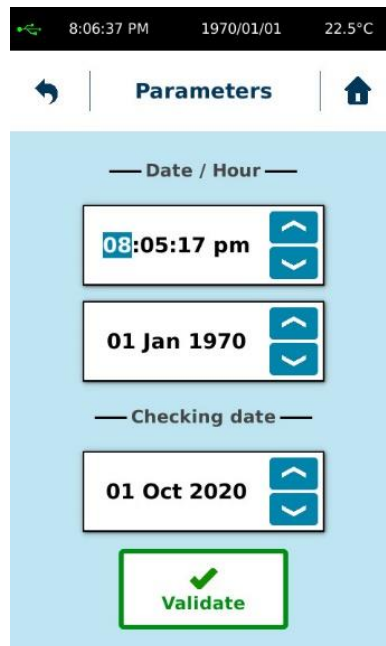 8:06:37 PM 1970/01/01 22.5°C
Parameters
Date / Hour
08:05:17 pm
01 Jan 1970
Checking date
01 Oct 2020
Validate